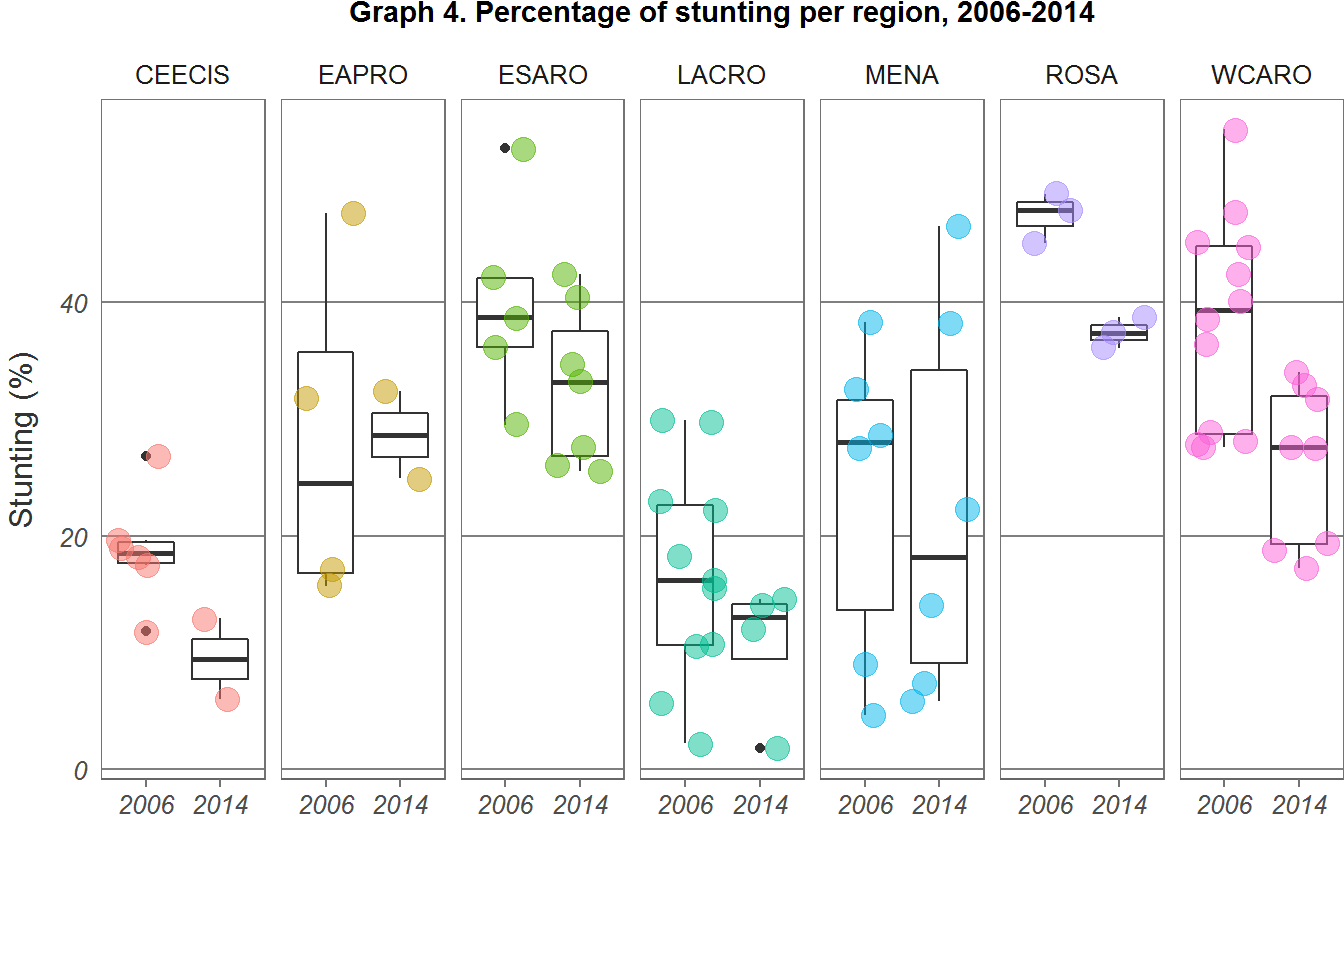 Graph 4. Percentage of stunting per region, 2006-2014
CEECIS EAPRO ESARO LACRO MENA ROSA WCARO
Stunting (%)
40
20
0
2006 2014 2006 2014 2006 2014 2006 2014 2006 2014 2006 2014 2006 2014